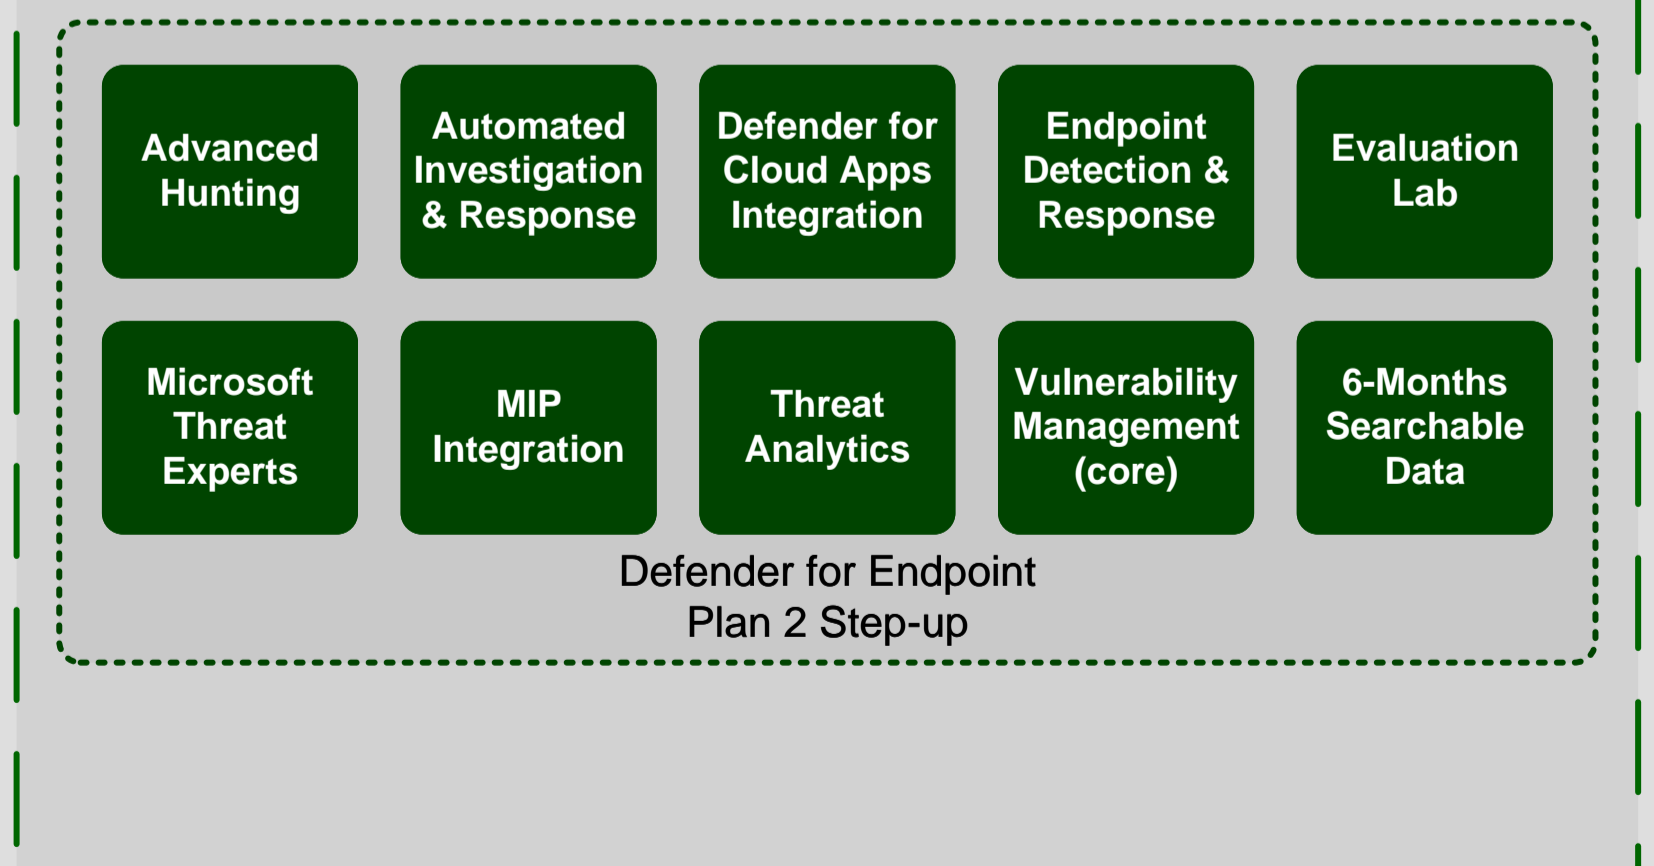 Advanced
Hunting
Automated
Investigation
& Response
Defender for
Cloud Apps
Integration
Endpoint
Detection &
Response
Evaluation
Lab
Microsoft
Threat
Experts
MIP
Integration
Threat
Analytics
Vulnerability
Management
(core)
6-Months
Searchable
Data
Defender for Endpoint
Plan 2 Step-up